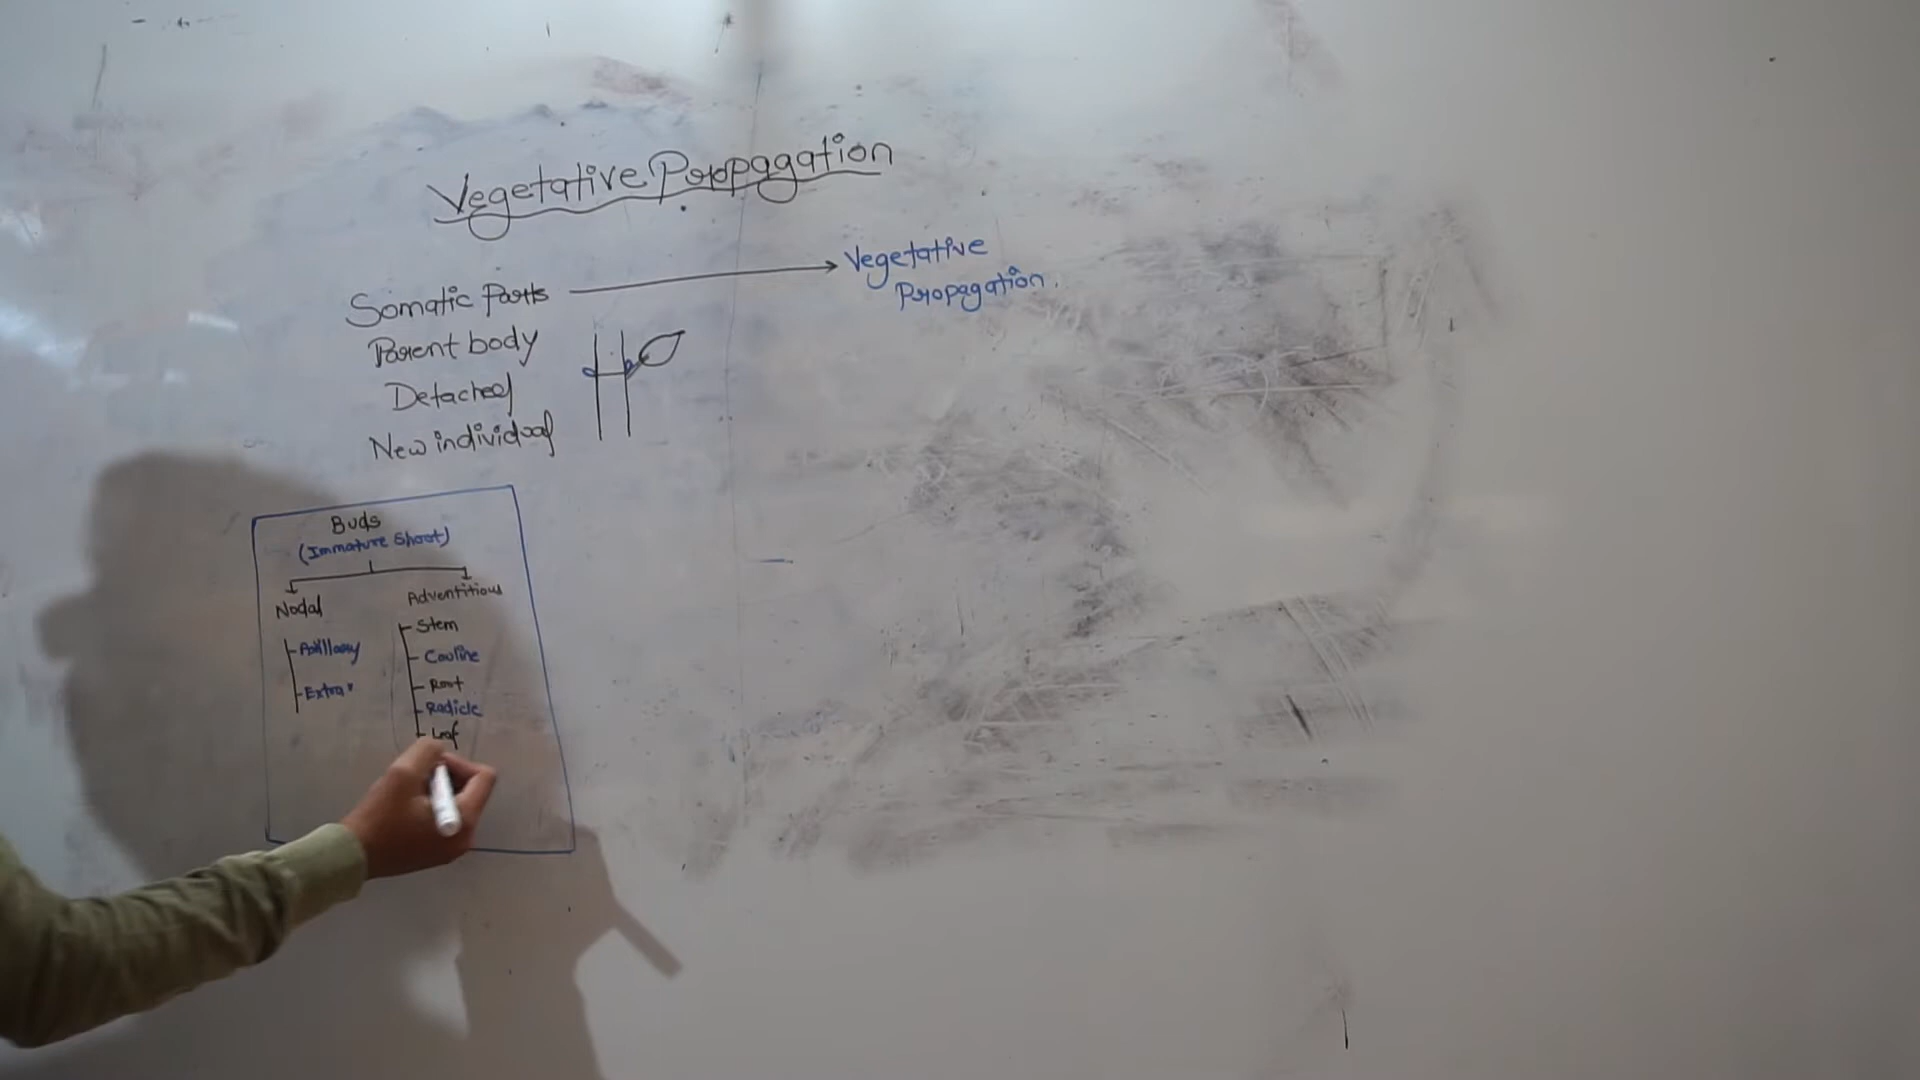 Vegetative Propagation
Somatic Parts
Vegetative
Propagation.
Parent body
Detached
New individual
Buds
(Immature Shoot)
Nodal
Adventitious
Axillary
Extra"
Stem
Cauline
Root
Radicle
Leaf